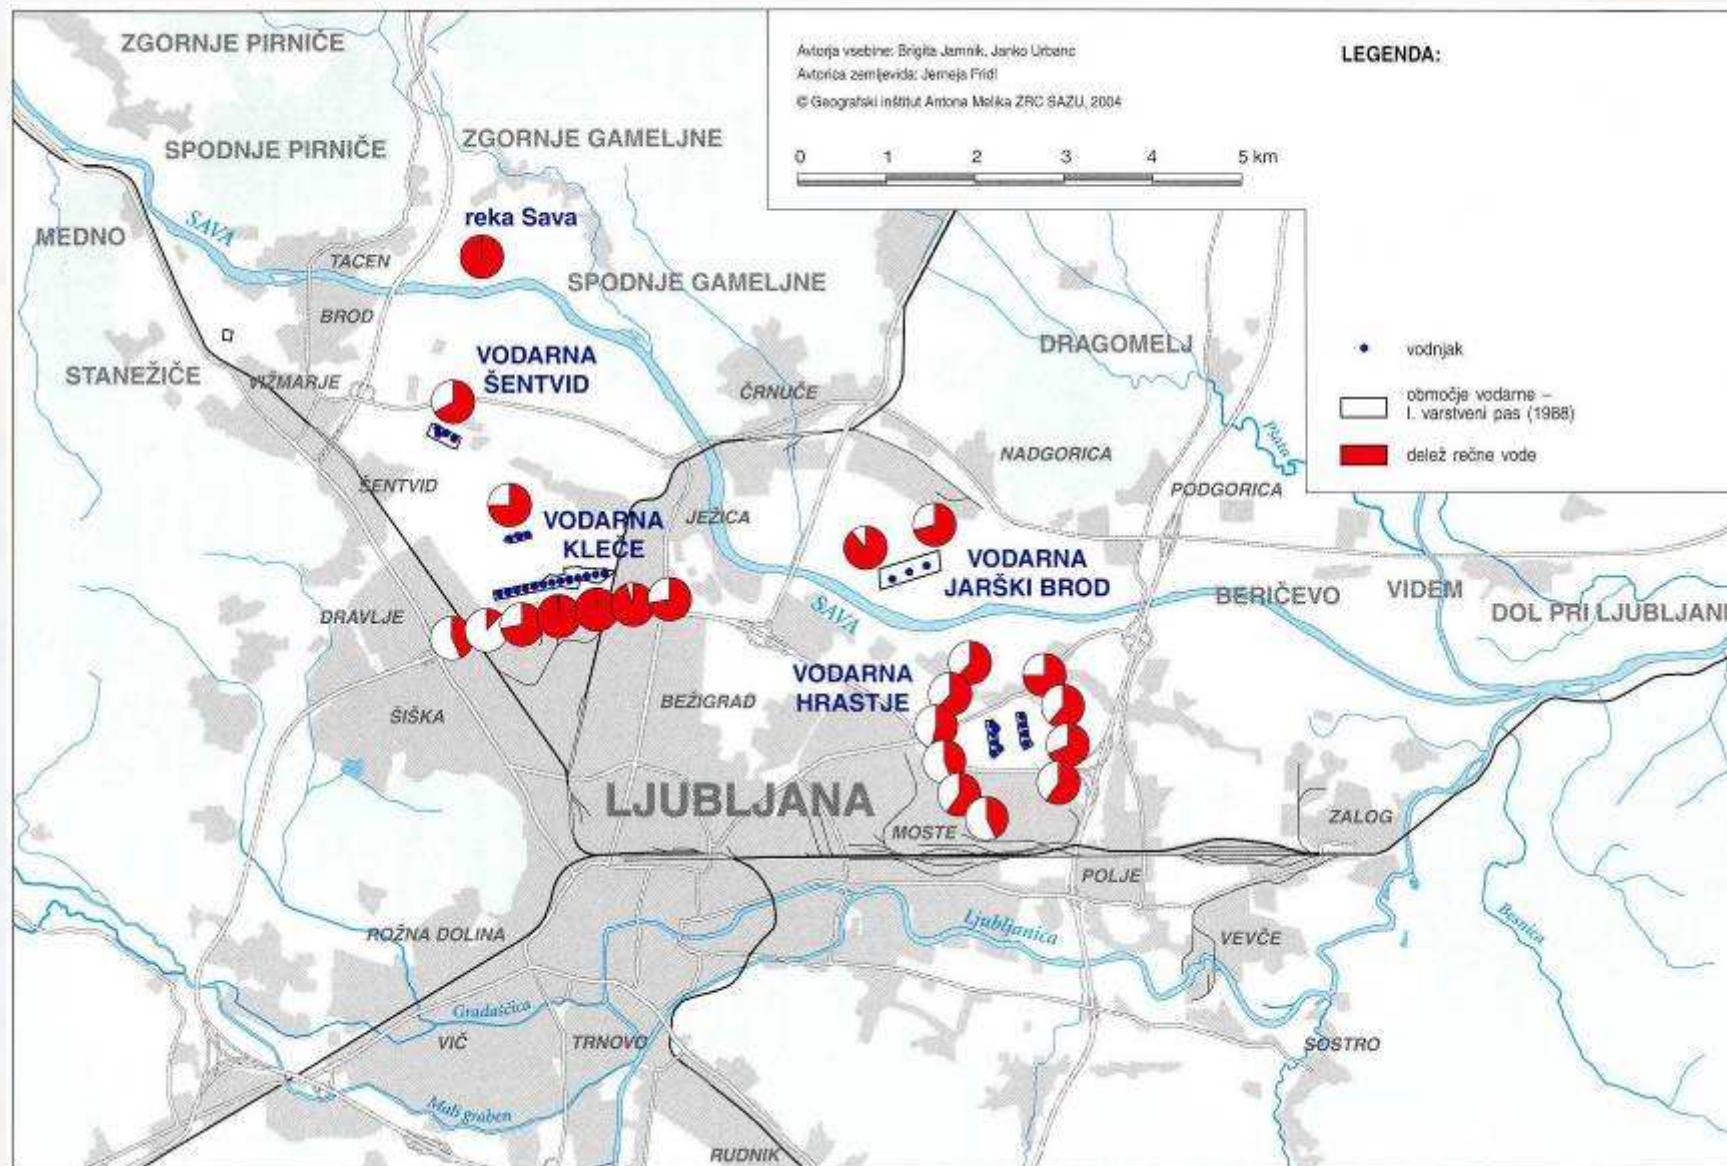 ZGORNJE PIRNIČE
Avtorja vsebine: Brigita Jamnik, Janko Urbanc
Avtorica zemljevida: Jerneja Fridl
© Geografski inštitut Antona Melika ZRC SAZU, 2004
LEGENDA:
0 1 2 3 4 5 km
SPODNJE PIRNIČE
ZGORNJE GAMELJNE
reka Sava
MEDNO
SAVA
TACEN
SPODNJE GAMELJNE
BROD
DRAGOMELJ
vodnjak
VODARNA
ŠENTVID
STANEŽIČE
VIŽMARJE
ČRNUČE
območje vodarne –
I. varstveni pas (1988)
Pšata
NADGORICA
delež rečne vode
ŠENTVID
PODGORICA
VODARNA
KLEČE
JEŽICA
VODARNA
JARŠKI BROD
BERIČEVO
VIDEM
DOL PRI LJUBLJANI
DRAVLJE
SAVA
VODARNA
HRASTJE
BEŽIGRAD
ŠIŠKA
LJUBLJANA
MOSTE
ZALOG
POLJE
ROŽNA DOLINA
Ljubljanica
VEVČE
Besnica
Gradaščica
VIČ
TRNOVO
SOSTRO
Mali graben
RUDNIK